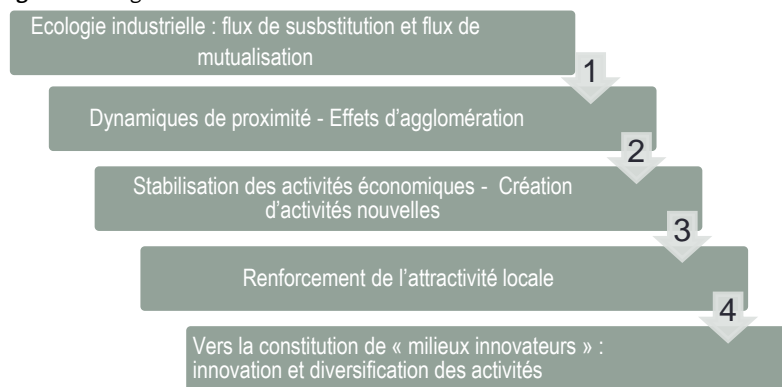 Ecologie industrielle : flux de susbstitution et flux de
mutualisation
1
Dynamiques de proximité - Effets d’agglomération
2
Stabilisation des activités économiques - Création
d’activités nouvelles
3
Renforcement de l’attractivité locale
4
Vers la constitution de « milieux innovateurs » :
innovation et diversification des activités